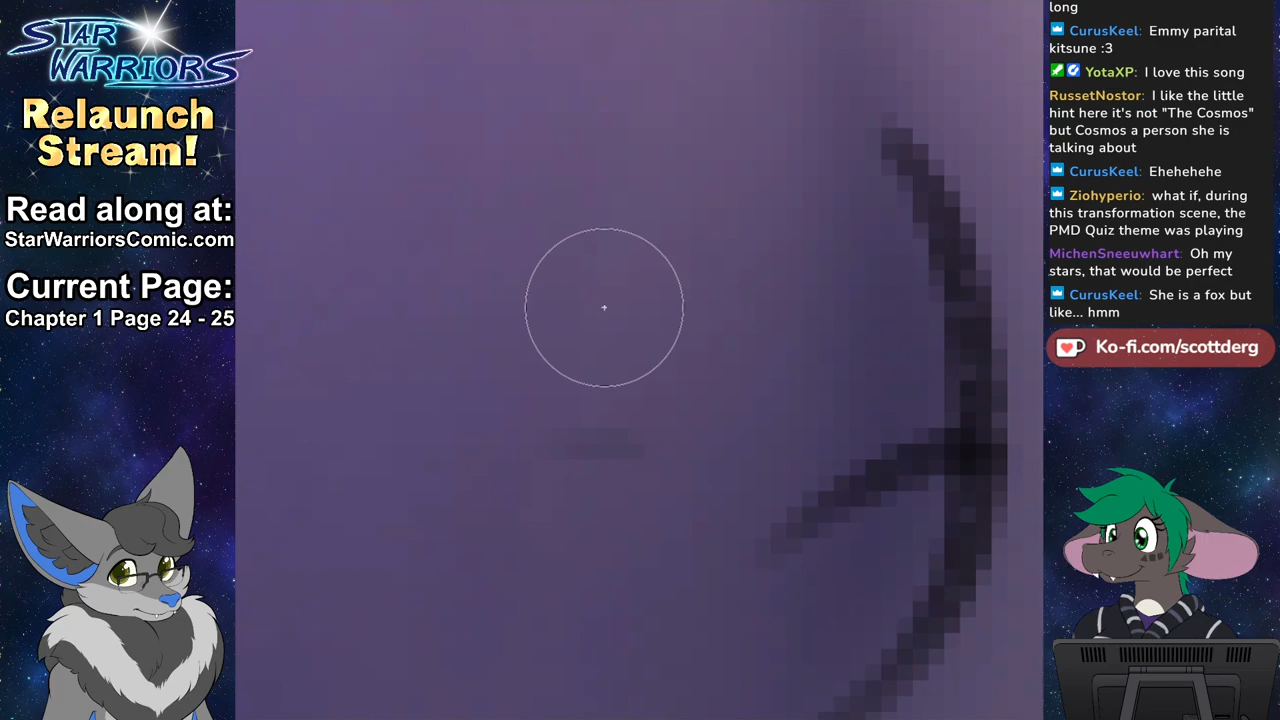 STAR
WARRIORS
Relaunch
Stream!
Read along at:
StarWarriorsComic.com
Current Page:
Chapter 1 Page 24 - 25
long
CurusKeel: Emmy parital
kitsune :3
YotaXP: I love this song
RussetNostor: I like the little
hint here it's not "The Cosmos"
but Cosmos a person she is
talking about
CurusKeel: Ehehehehe
Ziohyperio: what if, during
this transformation scene, the
PMD Quiz theme was playing
MichenSneeuwhart: Oh my
stars, that would be perfect
CurusKeel: She is a fox but
like... hmm
Ko-fi.com/scottderg